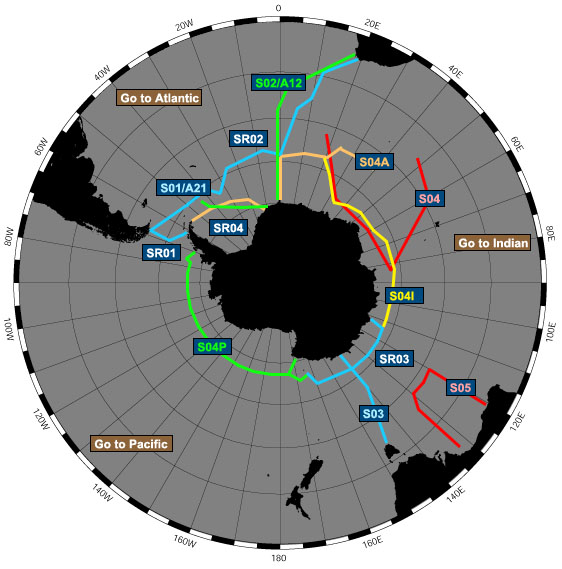 0
20W
20E
40W
40E
S02/A12
Go to Atlantic
60W
60E
SR02
S04A
S01/A21
S04
80W
80E
SR04
Go to Indian
SR01
S04I
100W
100E
S04P
SR03
S05
120W
120E
S03
Go to Pacific
140W
140E
160W
160E
180